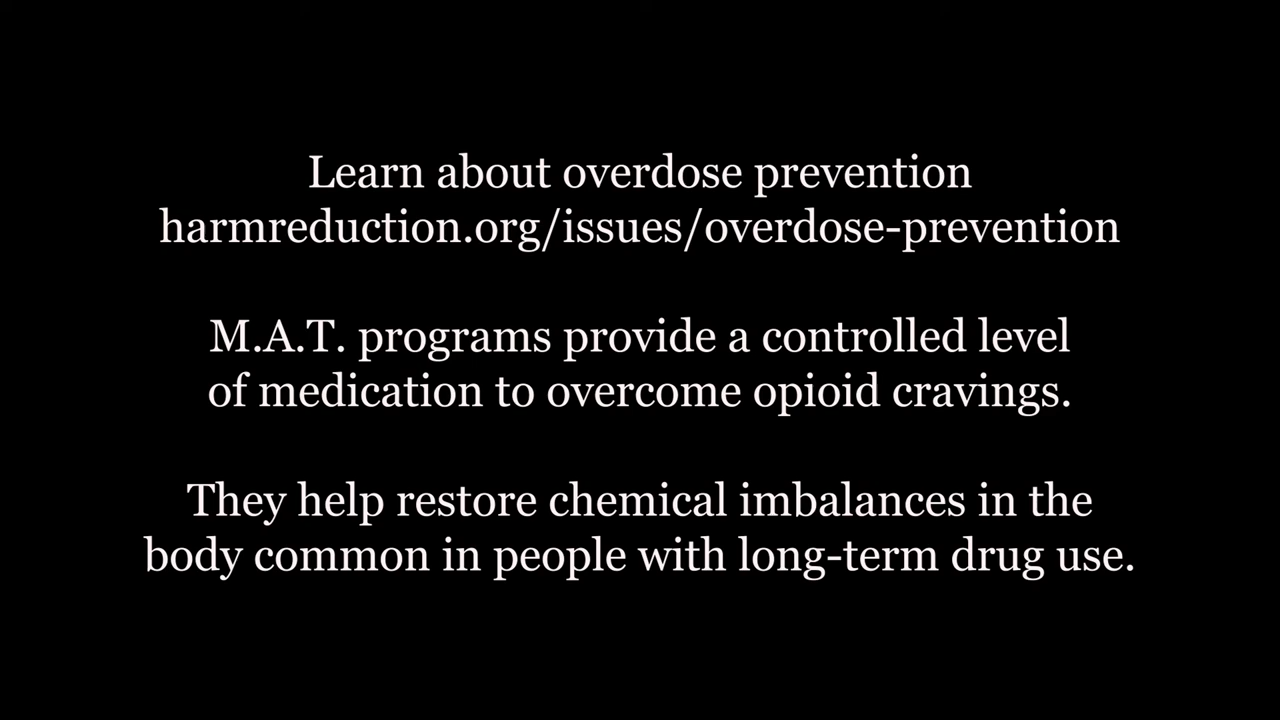 Learn about overdose prevention
harmreduction.org/issues/overdose-prevention
M.A.T. programs provide a controlled level
of medication to overcome opioid cravings.
They help restore chemical imbalances in the
body common in people with long-term drug use.